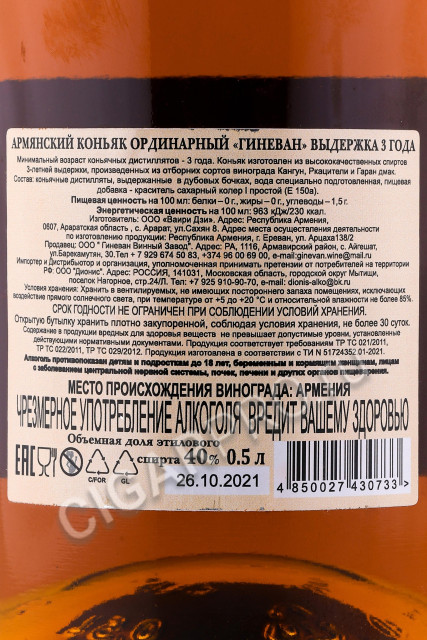 АРМЯНСКИЙ КОНЬЯК ОРДИНАРНЫЙ «ГИНЕВАН» ВЫДЕРЖКА 3 ГОДА
Минимальный возраст коньячных дистиллятов - 3 года. Коньяк изготовлен из высококачественных спиртов
3-летней выдержки, произведенных из отборных сортов винограда Кангун, Ркацители и Гаран дмак.
Состав: коньячные дистилляты, выдержанные в дубовых бочках, вода специально подготовленная, пищевая
добавка - краситель сахарный колер I простой (Е 150а).
Пищевая ценность на 100 мл: белки – 0г, жиры – 0г, углеводы – 1,5г.
Энергетическая ценность на 100 мл: 963 кДж/230 ккал.
Изготовитель: ООО «Ваири Дзи». Адрес: Республика Армения,
0607, Араратская область, с. Арарат, ул.Сахян 8. Адрес места осуществления деятельности
по изготовлению продукции: Республика Армения, г. Ереван, ул. Арцаха138/2
Продавец: ООО " Гиневан Винный Завод". Адрес: РА, 1116, Армавирский район, с. Айгешат,
ул.Барекамутян, 30.Тел + 7 929 674 50 83, +374 96 00 69 00, e-mail:ginevan.wine@mail.ru
Импортер и Дистрибьютор и организация, уполномоченная принимать претензии от потребителей на территории
РФ: ООО "Дионис". Адрес: РОССИЯ, 141031, Московская область, городской округ Мытищи,
поселок Нагорное, стр.24/Л. Тел: +7 925 910-90-70, e-mail: dionis-alko@bk.ru
Условия хранения: Хранить в вентилируемых, не имеющих постороннего запаха помещениях, исключающих
воздействие прямого солнечного света, при температуре от +5 до +20 °С и относительной влажности не более 85%.
СРОК ГОДНОСТИ НЕ ОГРАНИЧЕН ПРИ СОБЛЮДЕНИИ УСЛОВИЙ ХРАНЕНИЯ.
Открытую бутылку хранить плотно закупоренной, соблюдая условия хранения, не более 30 суток.
Содержание в продукции вредных для здоровья веществ не превышает допустимые уровни, установленные
действующими нормативными документами. Продукция соответствует требованиям ТР ТС 021/2011,
ТР ТС 022/2011, ТР ТС 029/2012. Продукция изготовлена в соответствии с ТИ N 51724352.01-2021.
Алкоголь противопоказан детям и подросткам до 18 лет, беременным и кормящим женщинам, лицам
с заболеваниями центральной нервной системы, почек, печени и других органов пищеварения.
МЕСТО ПРОИСХОЖДЕНИЯ ВИНОГРАДА: АРМЕНИЯ
ЧРЕЗМЕРНОЕ УПОТРЕБЛЕНИЕ АЛКОГОЛЯ ВРЕДИТ ВАШЕМУ ЗДОРОВЬЮ
Объемная доля этилового
спирта 40% 0.5 л
EAC
C/FOR GL
26.10.2021
4 850027 430733 >